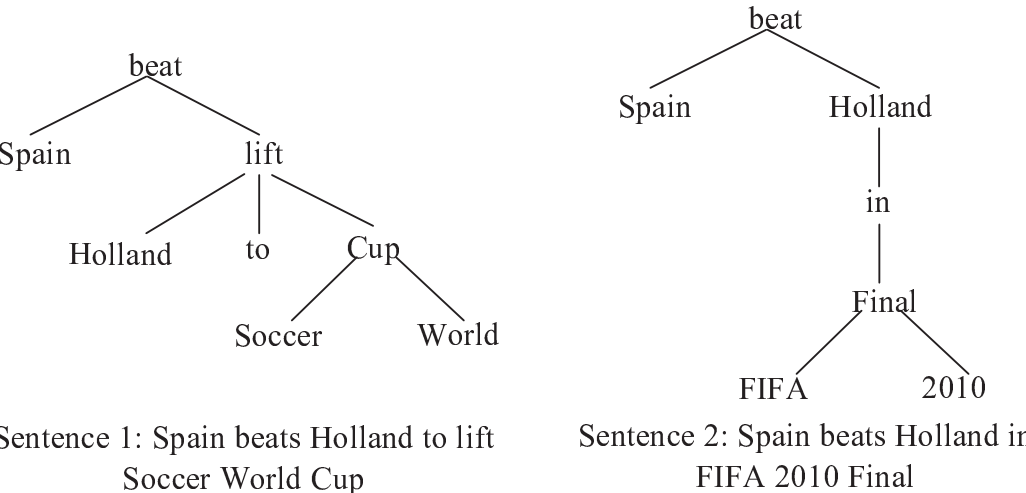 beat
Spain
lift
Holland to Cup
Soccer World
Sentence 1: Spain beats Holland to lift
Soccer World Cup
beat
Spain Holland
in
Final
FIFA 2010
Sentence 2: Spain beats Holland in
FIFA 2010 Final